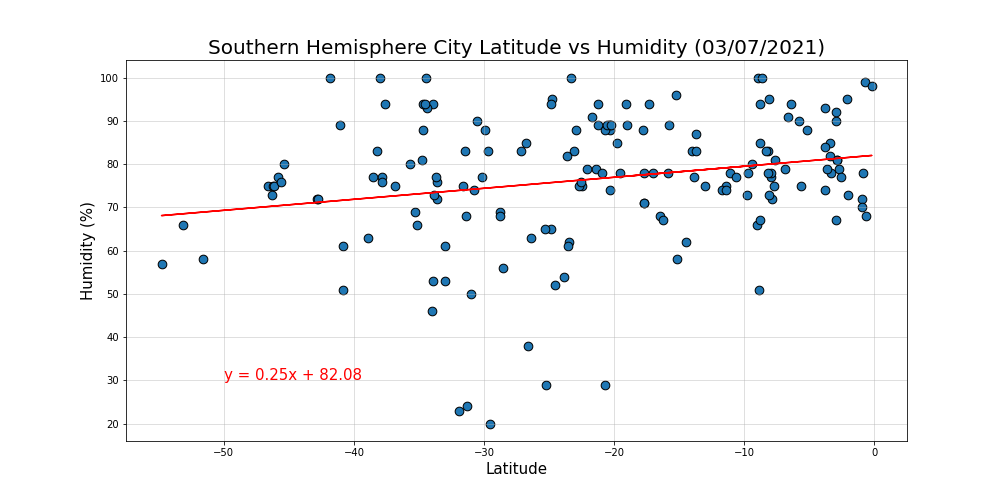 Southern Hemisphere City Latitude vs Humidity (03/07/2021)
Humidity (%)
100
90
80
70
60
50
40
30
20
y = 0.25x + 82.08
−50 −40 −30 −20 −10 0
Latitude